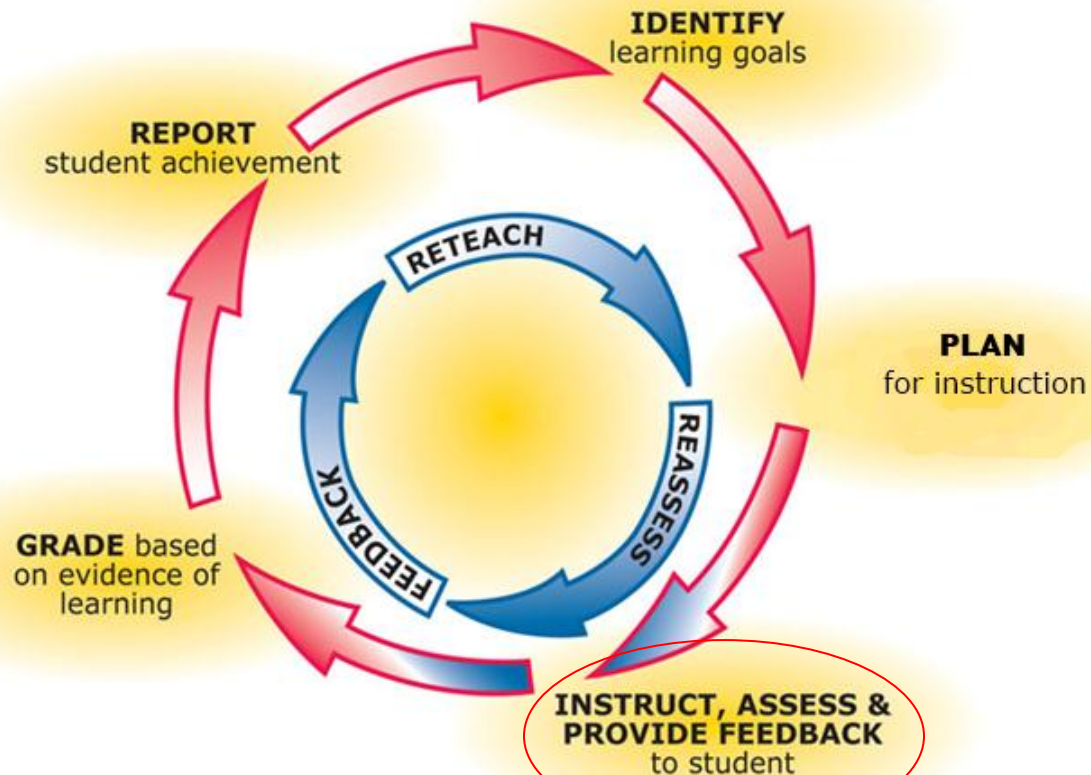 IDENTIFY
learning goals
REPORT
student achievement
RETEACH
PLAN
for instruction
REASSESS
FEEDBACK
GRADE based
on evidence of
learning
INSTRUCT, ASSESS &
PROVIDE FEEDBACK
to student